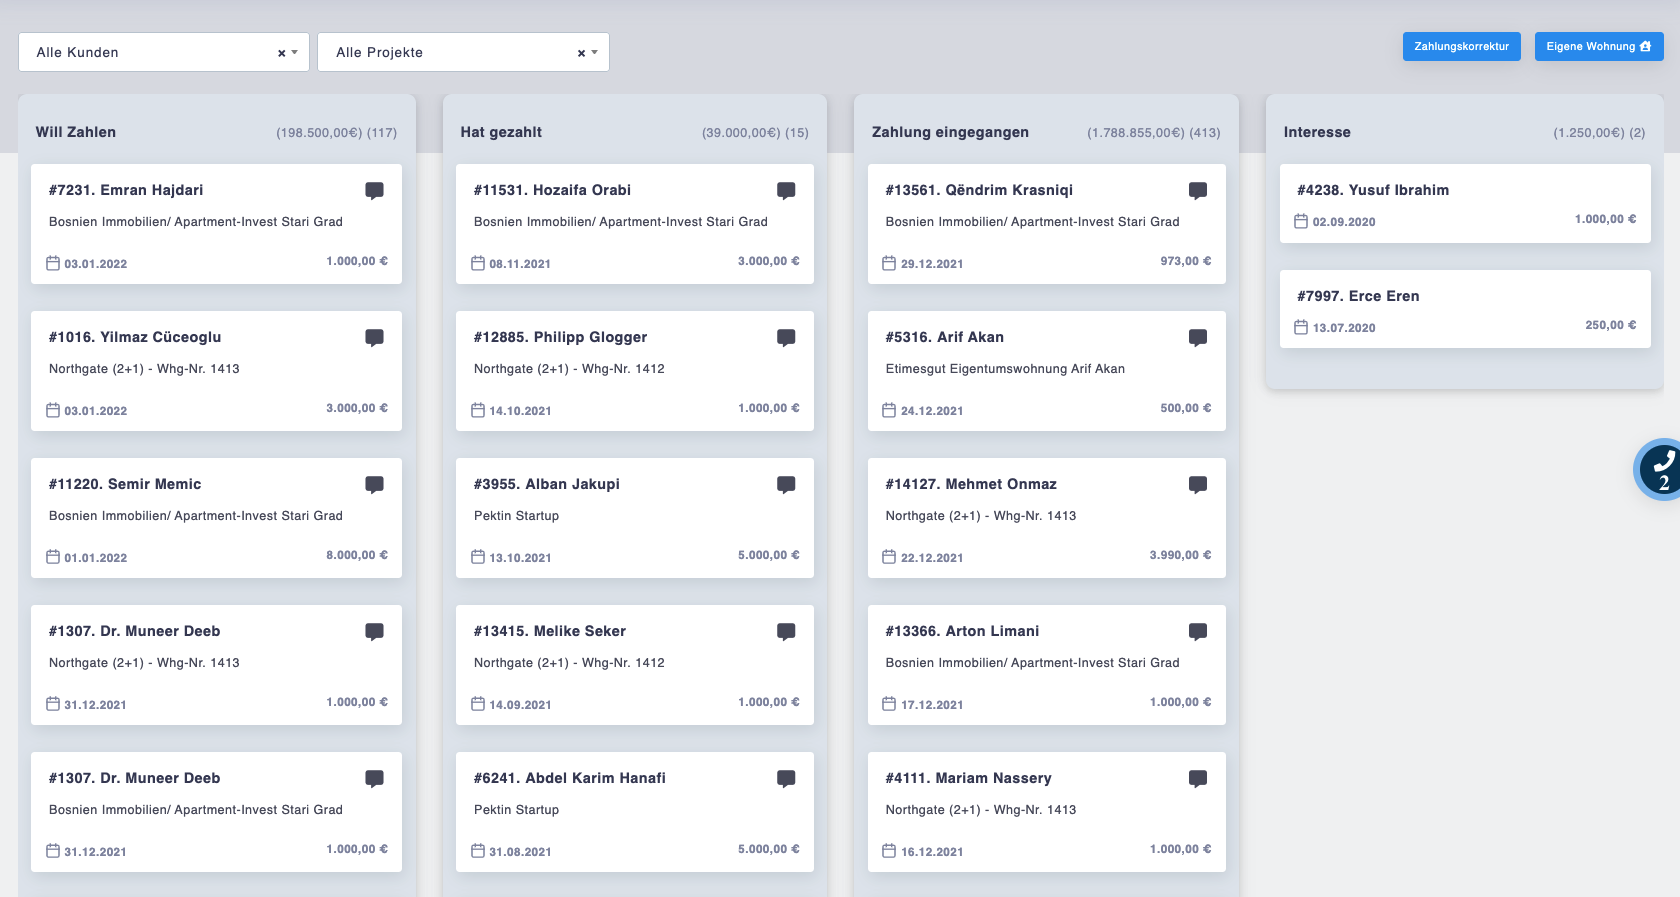 Alle Kunden × Alle Projekte × Zahlungskorrektur Eigene Wohnung
Will Zahlen (198.500,00€) (117)
#7231. Emran Hajdari
Bosnien Immobilien/ Apartment-Invest Stari Grad
03.01.2022 1.000,00 €
#1016. Yilmaz Cüceoglu
Northgate (2+1) - Whg-Nr. 1413
03.01.2022 3.000,00 €
#11220. Semir Memic
Bosnien Immobilien/ Apartment-Invest Stari Grad
01.01.2022 8.000,00 €
#1307. Dr. Muneer Deeb
Northgate (2+1) - Whg-Nr. 1413
31.12.2021 1.000,00 €
#1307. Dr. Muneer Deeb
Bosnien Immobilien/ Apartment-Invest Stari Grad
31.12.2021 1.000,00 €
Hat gezahlt (39.000,00€) (15)
#11531. Hozaifa Orabi
Bosnien Immobilien/ Apartment-Invest Stari Grad
08.11.2021 3.000,00 €
#12885. Philipp Glogger
Northgate (2+1) - Whg-Nr. 1412
14.10.2021 1.000,00 €
#3955. Alban Jakupi
Pektin Startup
13.10.2021 5.000,00 €
#13415. Melike Seker
Northgate (2+1) - Whg-Nr. 1412
14.09.2021 1.000,00 €
#6241. Abdel Karim Hanafi
Pektin Startup
31.08.2021 5.000,00 €
Zahlung eingegangen (1.788.855,00€) (413)
#13561. Qëndrim Krasniqi
Bosnien Immobilien/ Apartment-Invest Stari Grad
29.12.2021 973,00 €
#5316. Arif Akan
Etimesgut Eigentumswohnung Arif Akan
24.12.2021 500,00 €
#14127. Mehmet Onmaz
Northgate (2+1) - Whg-Nr. 1413
22.12.2021 3.990,00 €
#13366. Arton Limani
Bosnien Immobilien/ Apartment-Invest Stari Grad
17.12.2021 1.000,00 €
#4111. Mariam Nassery
Northgate (2+1) - Whg-Nr. 1413
16.12.2021 1.000,00 €
Interesse (1.250,00€) (2)
#4238. Yusuf Ibrahim
02.09.2020 1.000,00 €
#7997. Erce Eren
13.07.2020 250,00 €
2